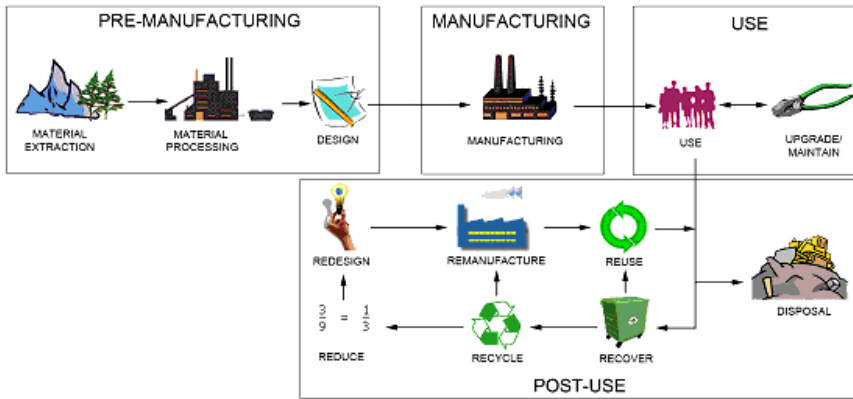 PRE-MANUFACTURING
MANUFACTURING
USE
MATERIAL
EXTRACTION
MATERIAL
PROCESSING
DESIGN
MANUFACTURING
USE
UPGRADE/
MAINTAIN
REDESIGN
REMANUFACTURE
REUSE
DISPOSAL
3/9 = 1/3
REDUCE
RECYCLE
RECOVER
POST-USE